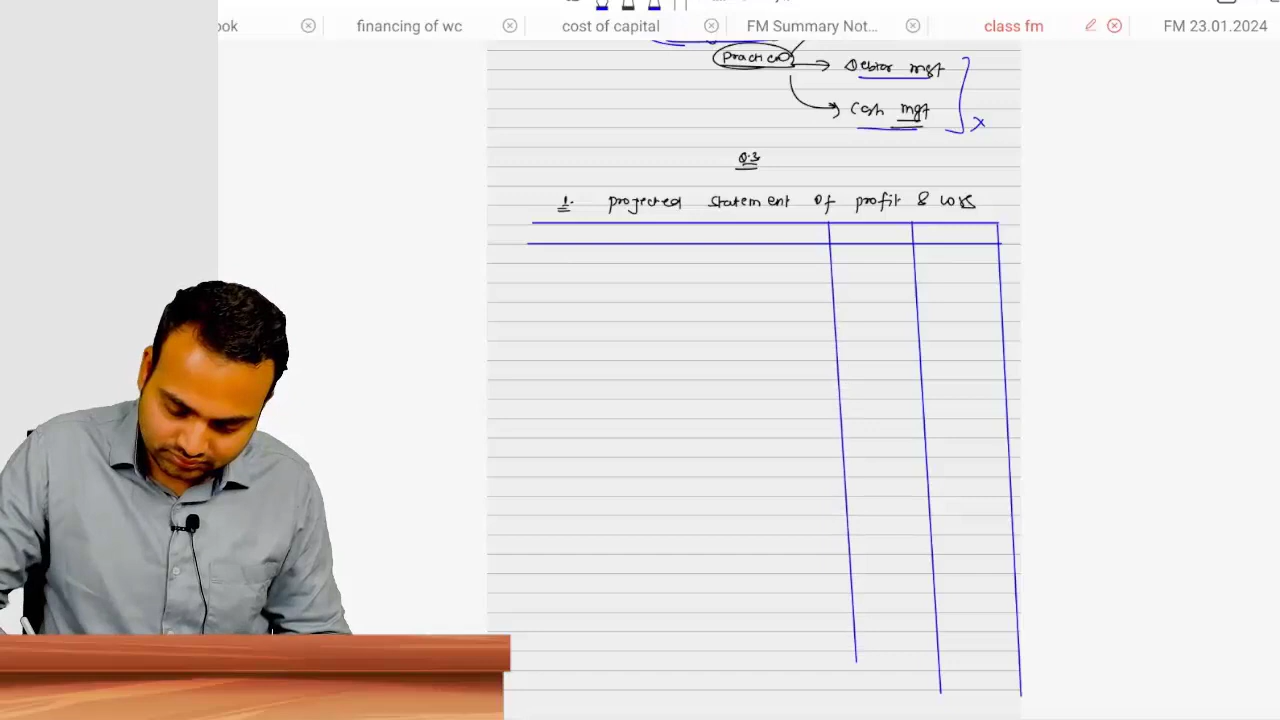 ook financing of wc cost of capital FM Summary Not... class fm FM 23.01.2024
practical → Debtor mgt
→ Cash mgt ] x
Q.3
1. projected statement of profit & loss